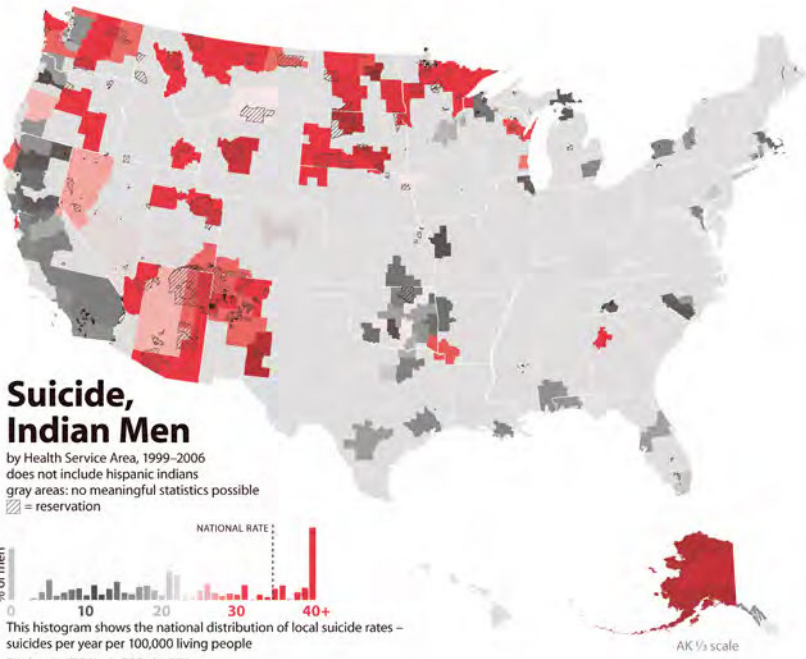 Suicide,
Indian Men
by Health Service Area, 1999–2006
does not include hispanic indians
gray areas: no meaningful statistics possible
= reservation
NATIONAL RATE
% of men
0 10 20 30 40+
This histogram shows the national distribution of local suicide rates –
suicides per year per 100,000 living people
AK ⅓ scale